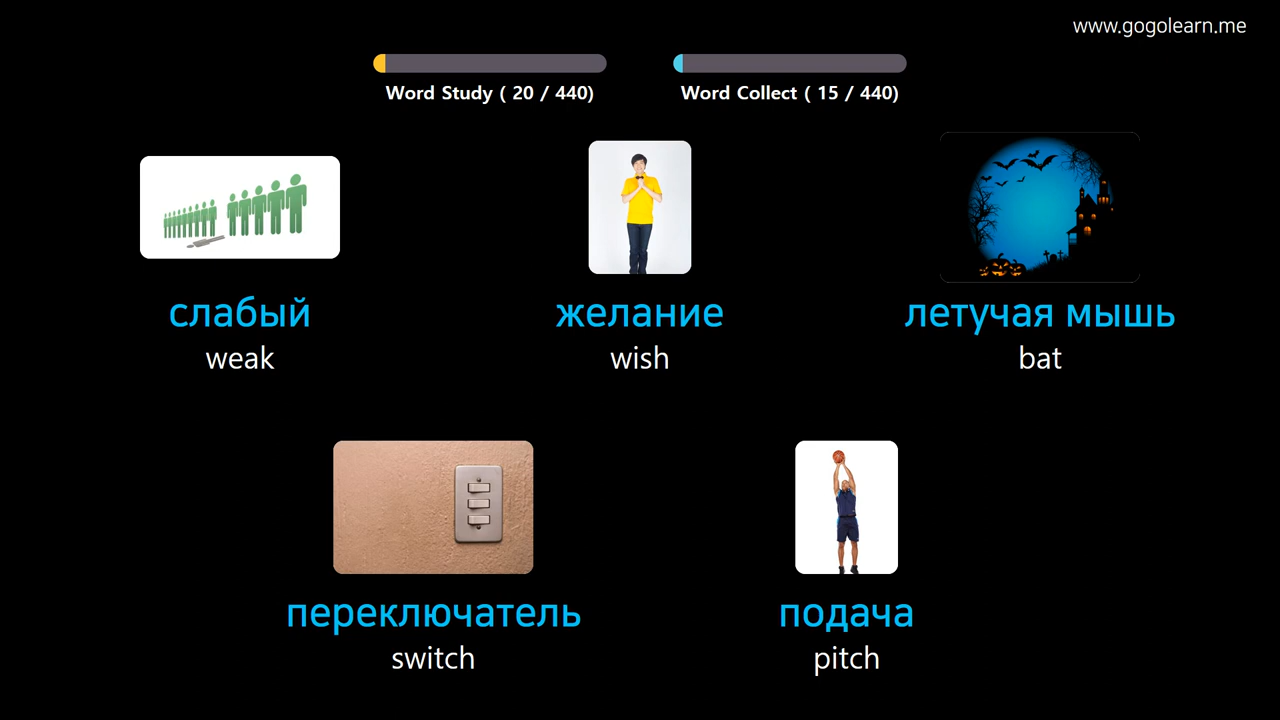 www.gogolearn.me
Word Study ( 20 / 440)
Word Collect ( 15 / 440)
слабый
weak
желание
wish
летучая мышь
bat
переключатель
switch
подача
pitch